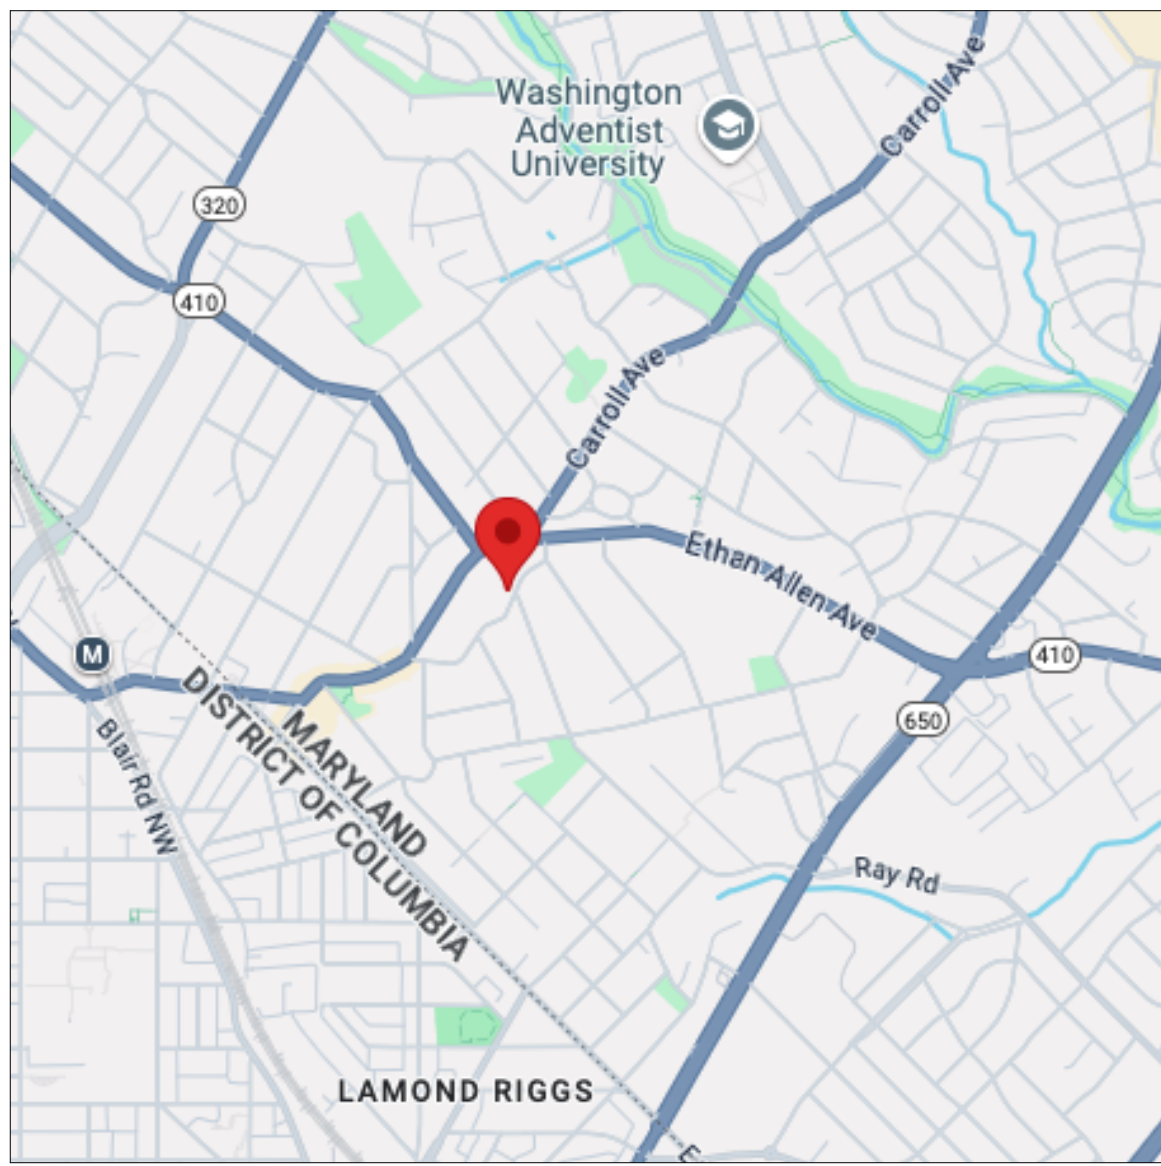 Washington
Adventist
University
Carroll Ave
320
410
Carroll Ave
Ethan Allen Ave
410
650
M
DISTRICT OF COLUMBIA
MARYLAND
Blair Rd NW
Ray Rd
LAMOND RIGGS